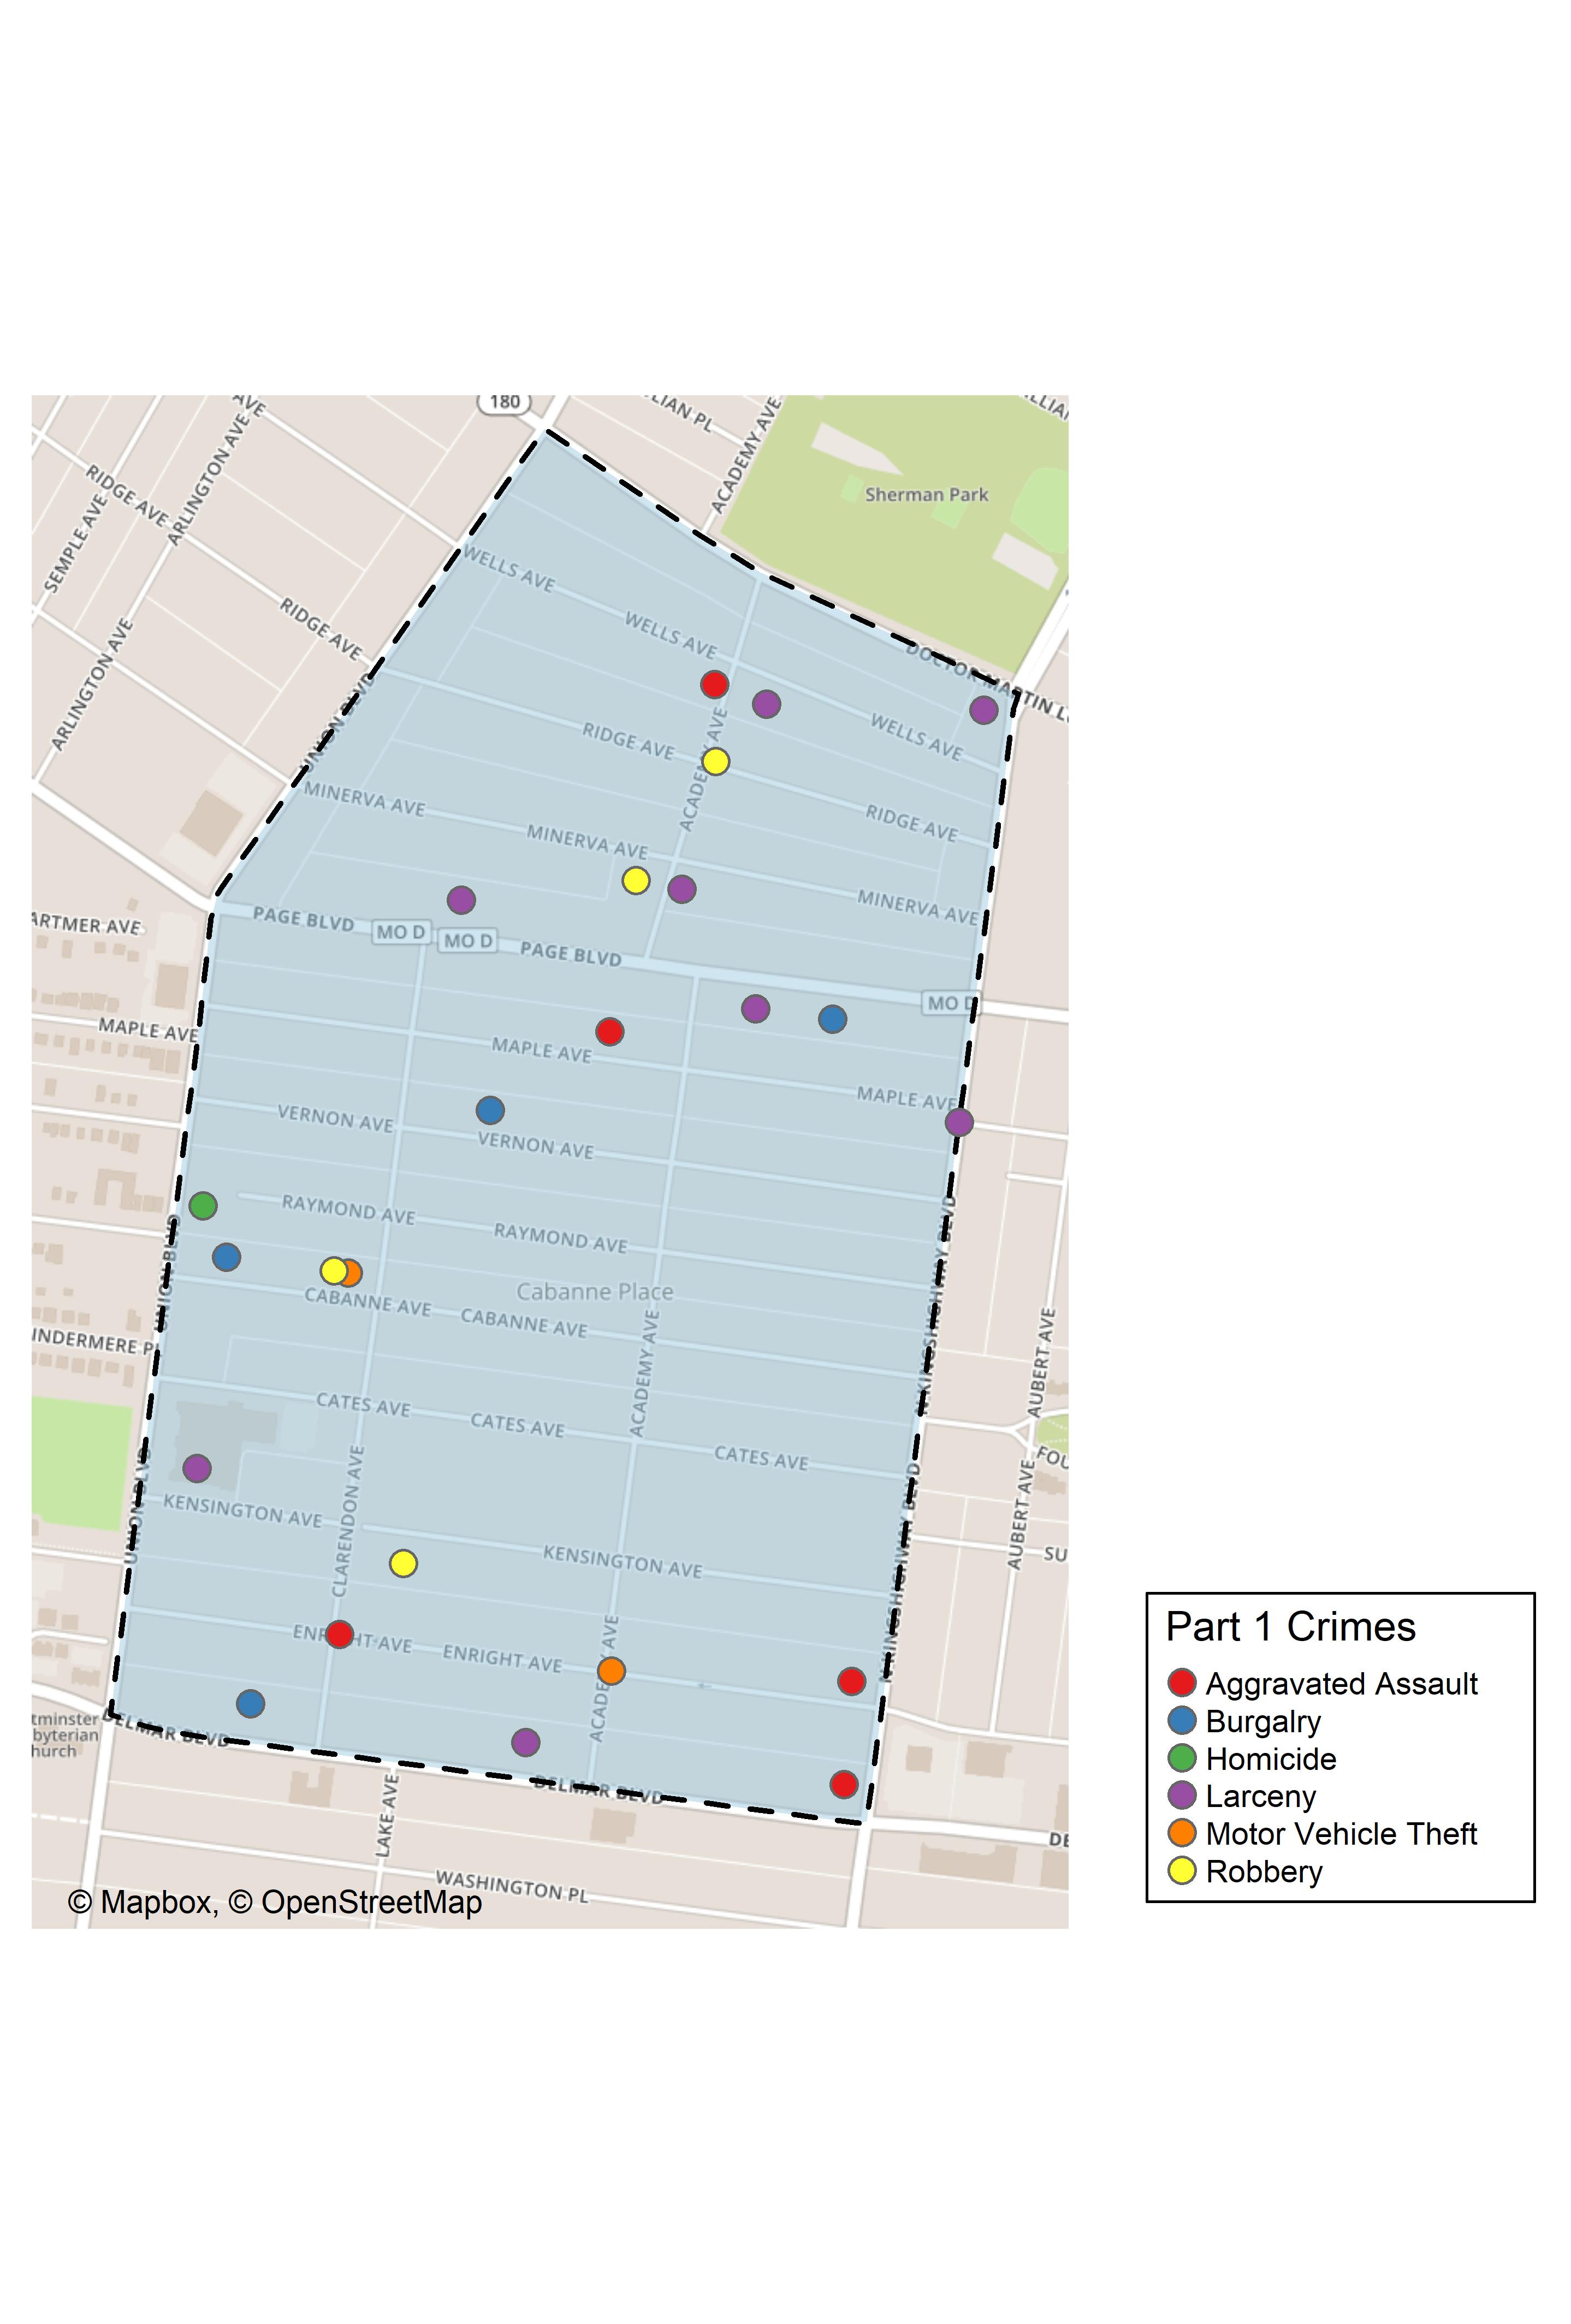 180
LIAN PL
ILLIA
AVE
ACADEMY AVE
ARLINGTON AVE
RIDGE AVE
SEMPLE AVE
Sherman Park
WELLS AVE
RIDGE AVE
WELLS AVE
ARLINGTON AVE
DOCTOR MARTIN L
UNION BLVD
RIDGE AVE
WELLS AVE
ACADEMY AVE
MINERVA AVE
RIDGE AVE
MINERVA AVE
MINERVA AVE
ARTMER AVE
PAGE BLVD
MO D
MO D
PAGE BLVD
MO D
MAPLE AVE
MAPLE AVE
MAPLE AVE
VERNON AVE
VERNON AVE
RAYMOND AVE
RAYMOND AVE
UNION BLVD
N KINGSHIGHWAY BLVD
Cabanne Place
CABANNE AVE
CABANNE AVE
INDERMERE P
ACADEMY AVE
AUBERT AVE
CATES AVE
CATES AVE
CATES AVE
FOU
UNION BLVD
CLARENDON AVE
KENSINGTON AVE
KENSINGTON AVE
N KINGSHIGHWAY BLVD
AUBERT AVE
SU
ENRIGHT AVE
ENRIGHT AVE
ACADEMY AVE
tminster
byterian
hurch
DELMAR BLVD
DELMAR BLVD
LAKE AVE
DE
WASHINGTON PL
© Mapbox, © OpenStreetMap
Part 1 Crimes
Aggravated Assault
Burgalry
Homicide
Larceny
Motor Vehicle Theft
Robbery